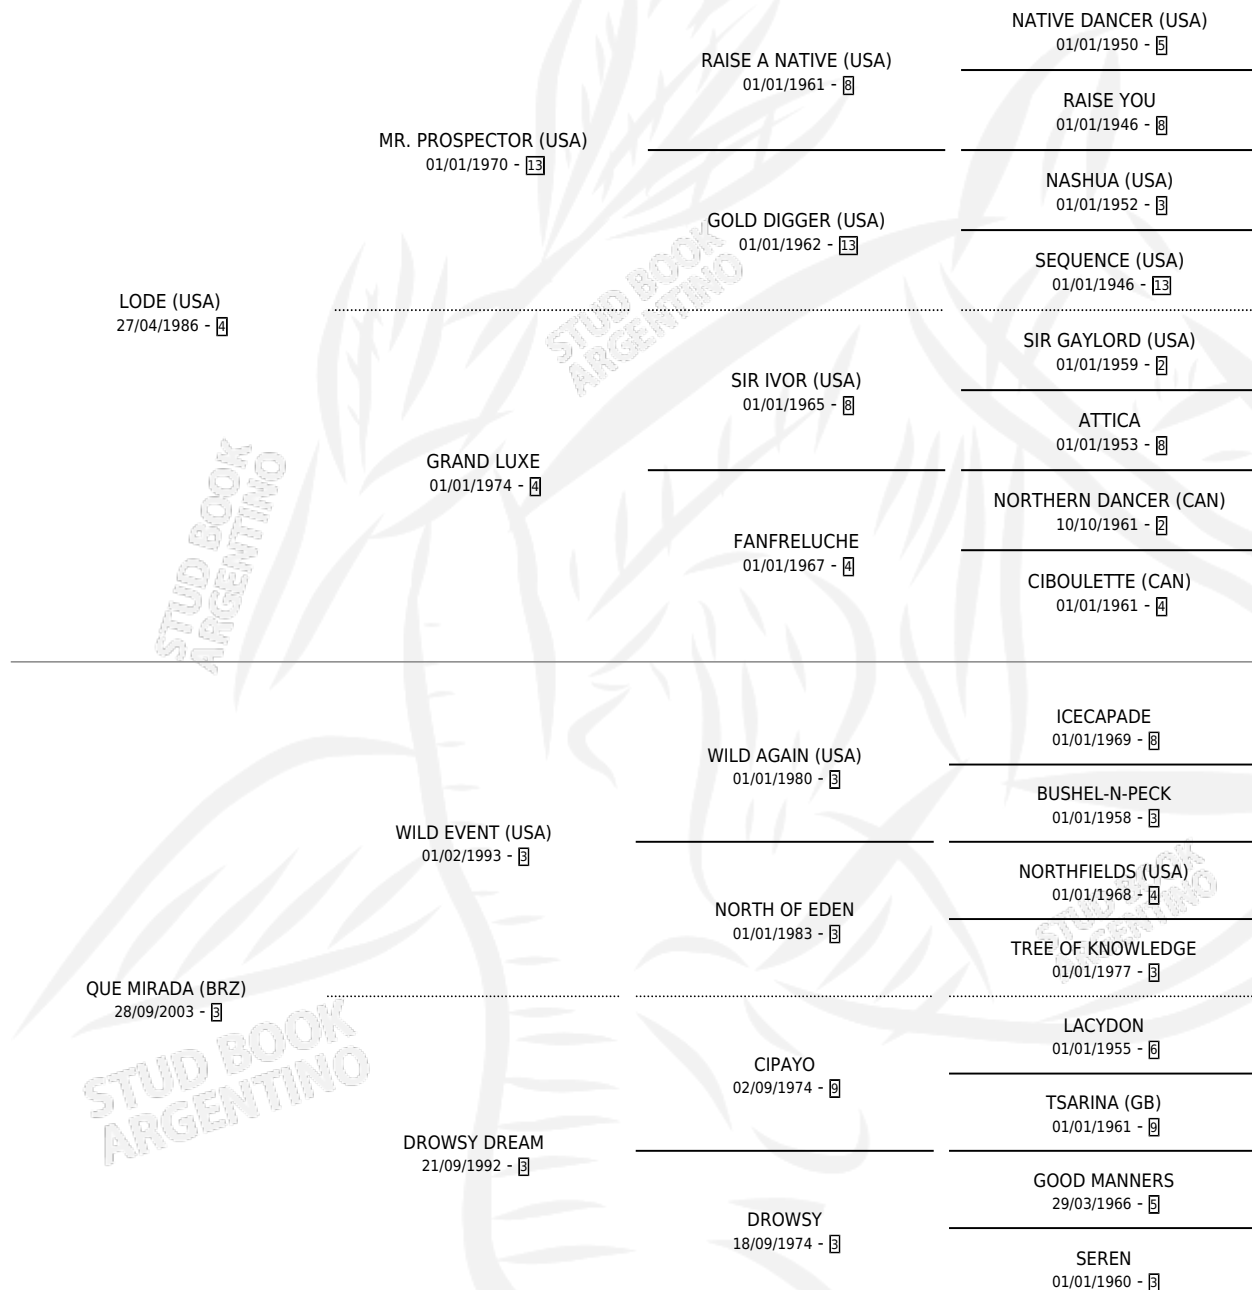 NATIVE DANCER (USA)
01/01/1950 - 5
RAISE A NATIVE (USA)
01/01/1961 - 8
RAISE YOU
01/01/1946 - 8
MR. PROSPECTOR (USA)
01/01/1970 - 13
NASHUA (USA)
01/01/1952 - 3
GOLD DIGGER (USA)
01/01/1962 - 13
SEQUENCE (USA)
01/01/1946 - 13
LODE (USA)
27/04/1986 - 4
STUD BOOK
ARGENTINO
SIR GAYLORD (USA)
01/01/1959 - 2
SIR IVOR (USA)
01/01/1965 - 8
ATTICA
01/01/1953 - 8
GRAND LUXE
01/01/1974 - 4
NORTHERN DANCER (CAN)
10/10/1961 - 2
FANFRELUCHE
01/01/1967 - 4
CIBOULETTE (CAN)
01/01/1961 - 4
STUD BOOK
ARGENTINO
ICECAPADE
01/01/1969 - 8
WILD AGAIN (USA)
01/01/1980 - 3
BUSHEL-N-PECK
01/01/1958 - 3
WILD EVENT (USA)
01/02/1993 - 3
NORTHFIELDS (USA)
01/01/1968 - 4
NORTH OF EDEN
01/01/1983 - 3
TREE OF KNOWLEDGE
01/01/1977 - 3
STUD BOOK
ARGENTINO
QUE MIRADA (BRZ)
28/09/2003 - 3
LACYDON
01/01/1955 - 6
CIPAYO
02/09/1974 - 9
TSARINA (GB)
01/01/1961 - 9
STUD BOOK
ARGENTINO
DROWSY DREAM
21/09/1992 - 3
GOOD MANNERS
29/03/1966 - 5
DROWSY
18/09/1974 - 3
SEREN
01/01/1960 - 3